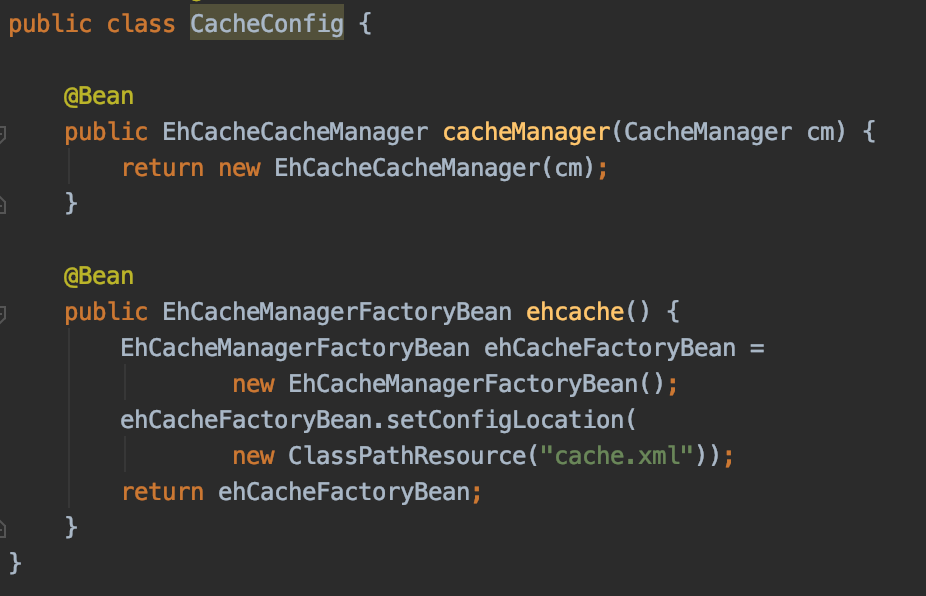 public class CacheConfig {
@Bean
public EhCacheCacheManager cacheManager(CacheManager cm) {
return new EhCacheCacheManager(cm);
}
@Bean
public EhCacheManagerFactoryBean ehcache() {
EhCacheManagerFactoryBean ehCacheFactoryBean =
new EhCacheManagerFactoryBean();
ehCacheFactoryBean.setConfigLocation(
new ClassPathResource("cache.xml"));
return ehCacheFactoryBean;
}
}